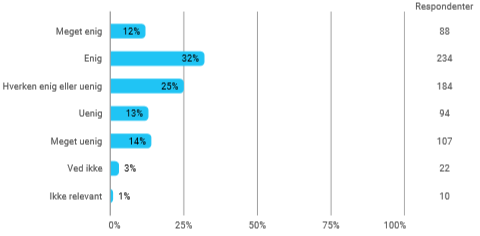 Respondenter
Meget enig 12% 88
Enig 32% 234
Hverken enig eller uenig 25% 184
Uenig 13% 94
Meget uenig 14% 107
Ved ikke 3% 22
Ikke relevant 1% 10
0% 25% 50% 75% 100%